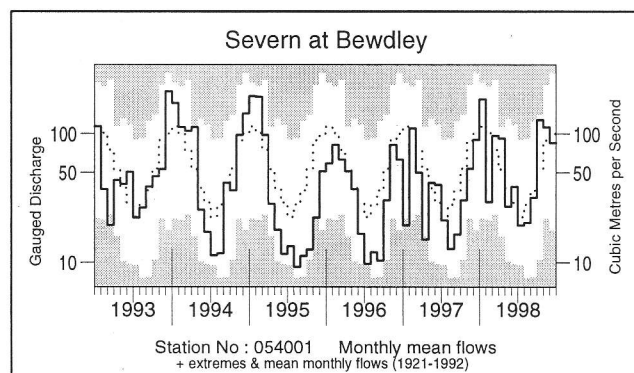 Severn at Bewdley
Gauged Discharge
100
50
10
100
50
10
Cubic Metres per Second
1993 1994 1995 1996 1997 1998
Station No : 054001 Monthly mean flows
+ extremes & mean monthly flows (1921-1992)